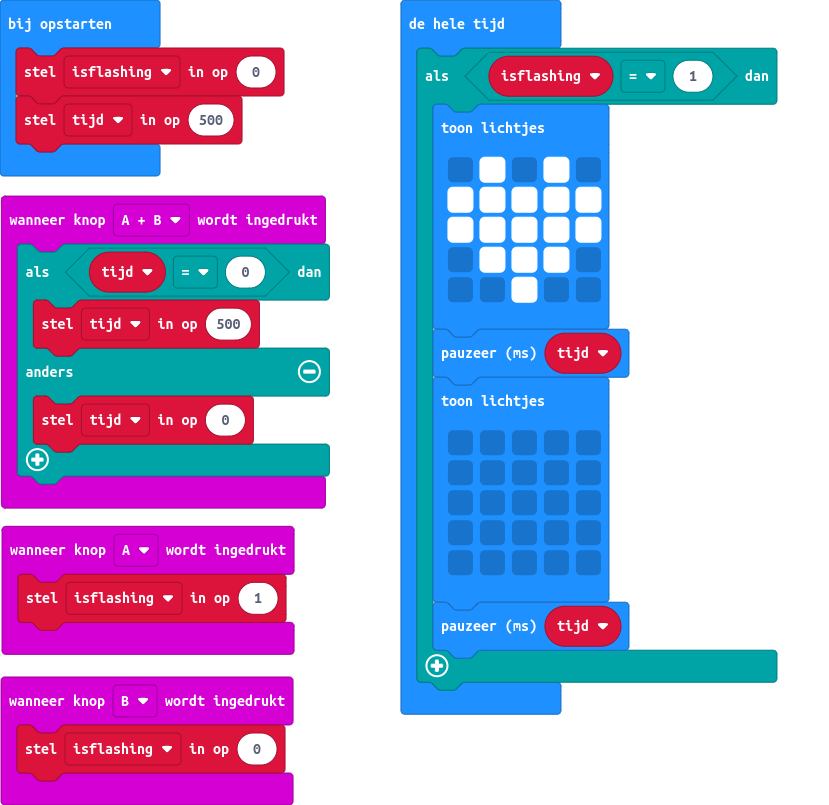 bij opstarten
stel isflashing in op 0
stel tijd in op 500
wanneer knop A + B wordt ingedrukt
als tijd = 0 dan
stel tijd in op 500
anders
stel tijd in op 0
wanneer knop A wordt ingedrukt
stel isflashing in op 1
wanneer knop B wordt ingedrukt
stel isflashing in op 0
de hele tijd
als isflashing = 1 dan
toon lichtjes
pauzeer (ms) tijd
toon lichtjes
pauzeer (ms) tijd